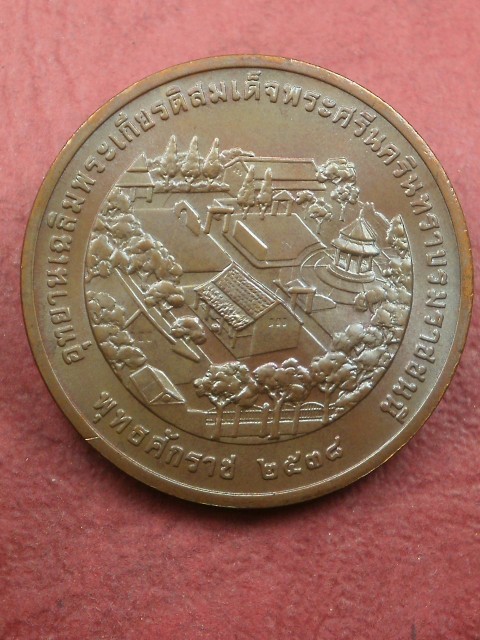 อุทยานเฉลิมพระเกียรติสมเด็จพระศรีนครินทราบรมราชชนนี
พุทธศักราช ๒๕๓๘